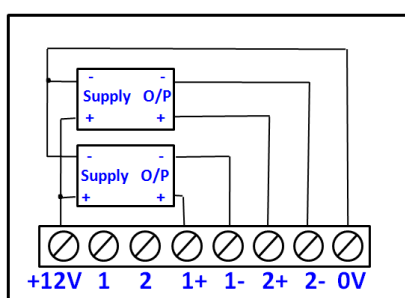 - -
Supply O/P
+ +
- -
Supply O/P
+ +
+12V 1 2 1+ 1- 2+ 2- 0V